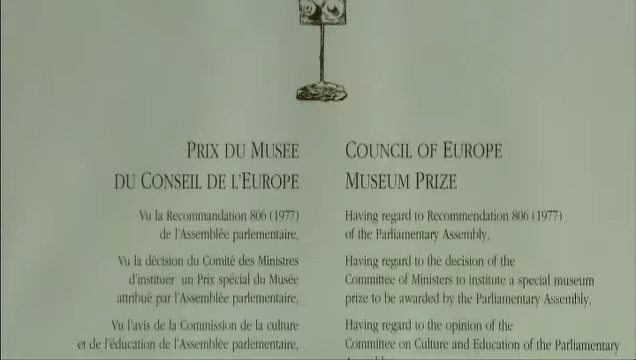 PRIX DU MUSEE
DU CONSEIL DE L'EUROPE
Vu la Recommandation 806 (1977)
de l'Assemblée parlementaire,
Vu la décision du Comité des Ministres
d'instituer un Prix spécial du Musée
attribué par l'Assemblée parlementaire,
Vu l'avis de la Commission de la culture
et de l'éducation de l'Assemblée parlementaire,
COUNCIL OF EUROPE
MUSEUM PRIZE
Having regard to Recommendation 806 (1977)
of the Parliamentary Assembly,
Having regard to the decision of the
Committee of Ministers to institute a special museum
prize to be awarded by the Parliamentary Assembly,
Having regard to the opinion of the
Committee on Culture and Education of the Parliamentary